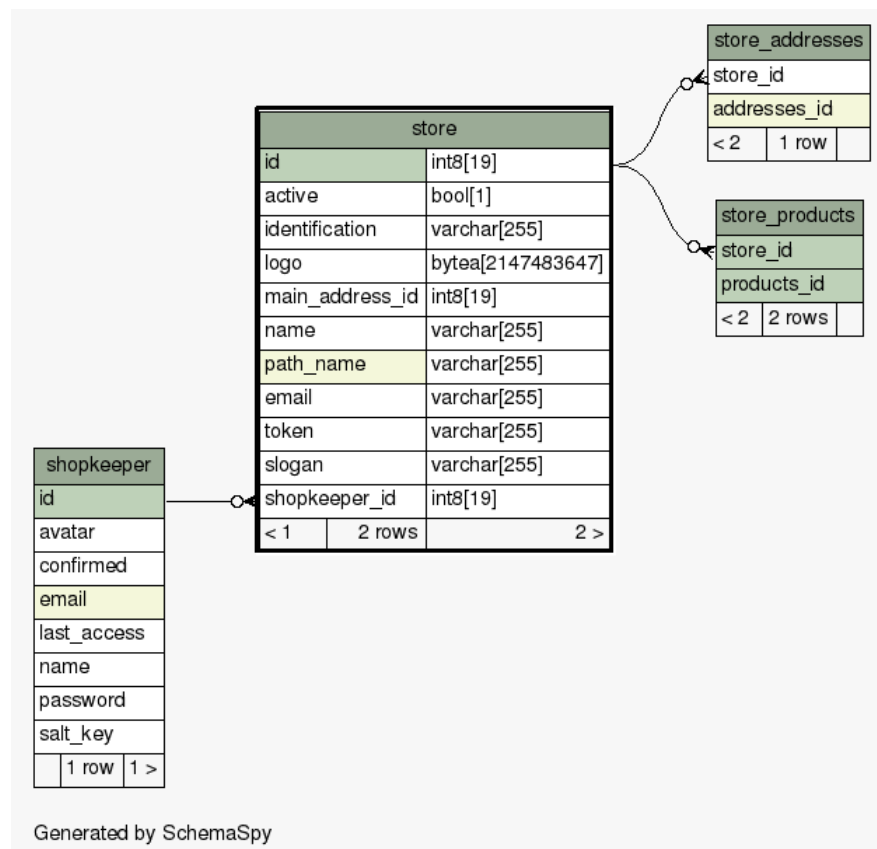 store_addresses
store_id
addresses_id
< 2 1 row
store
id int8[19]
active bool[1]
identification varchar[255]
logo bytea[2147483647]
main_address_id int8[19]
name varchar[255]
path_name varchar[255]
email varchar[255]
token varchar[255]
slogan varchar[255]
shopkeeper_id int8[19]
< 1 2 rows 2 >
store_products
store_id
products_id
< 2 2 rows
shopkeeper
id
avatar
confirmed
email
last_access
name
password
salt_key
1 row 1 >
Generated by SchemaSpy